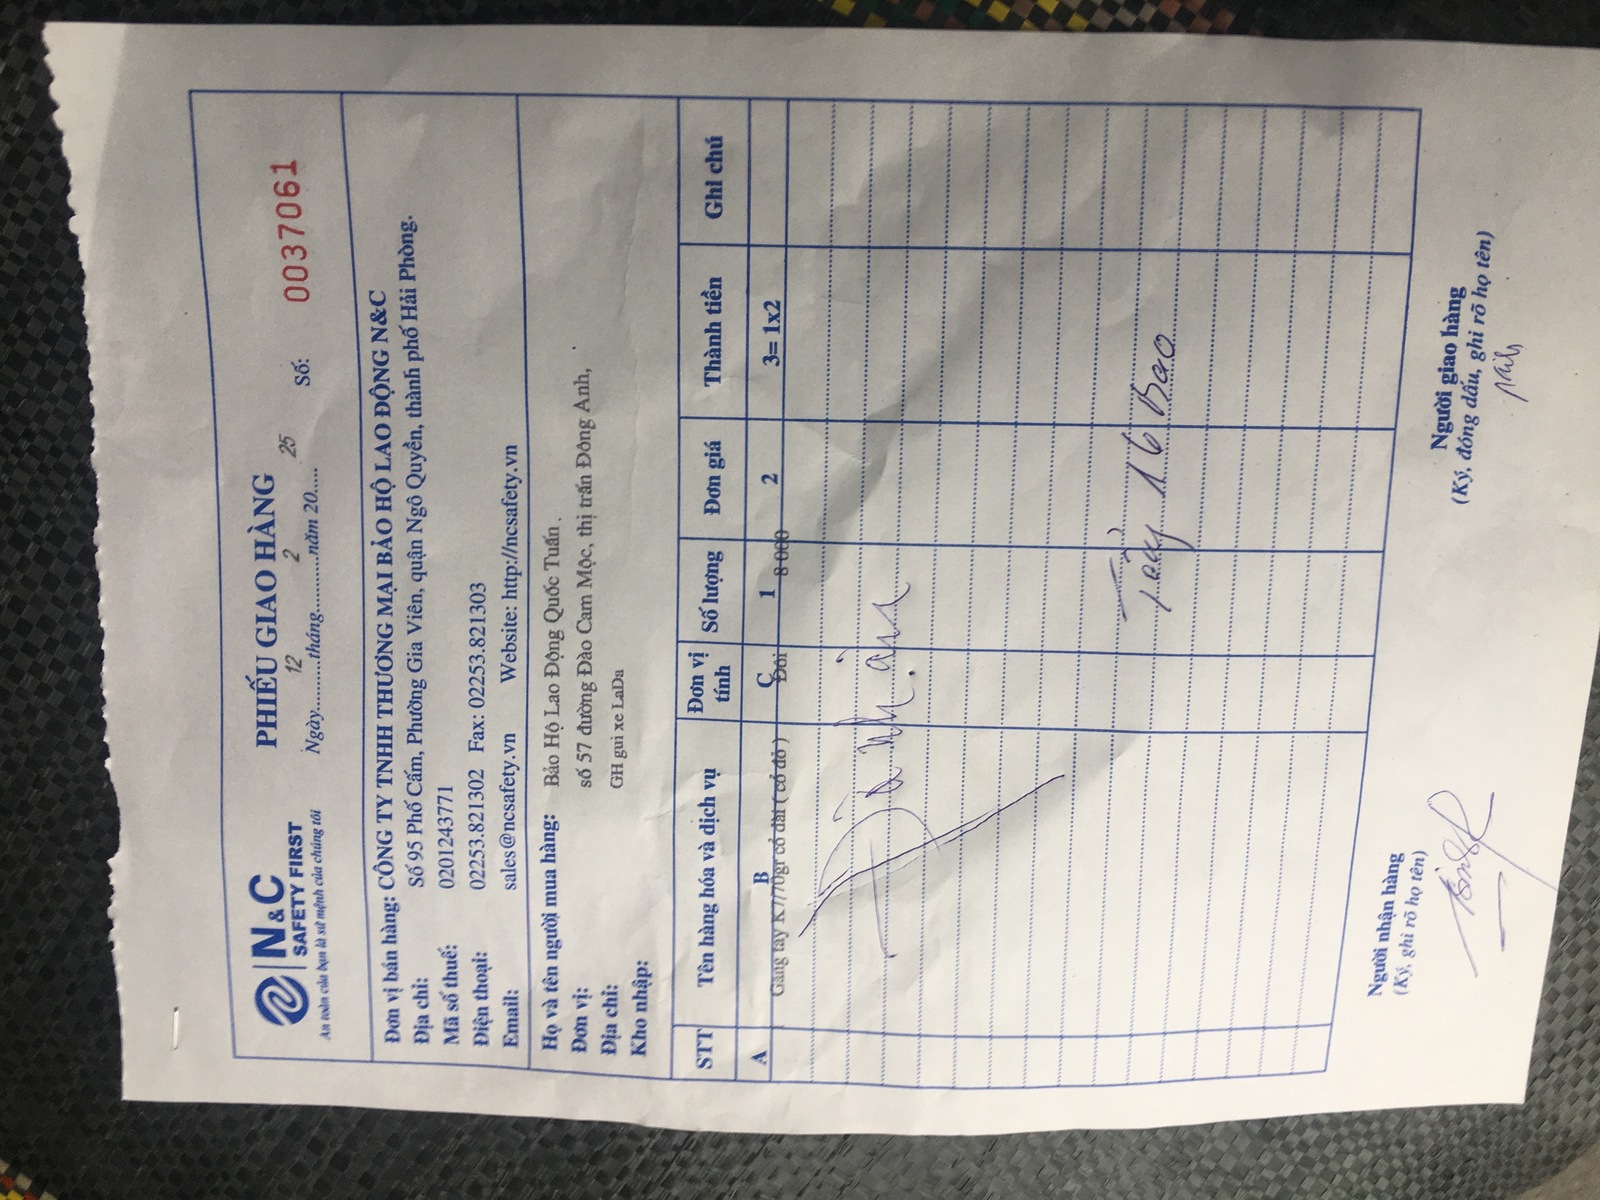 N&C
SAFETY FIRST
An toàn của bạn là sứ mệnh của chúng tôi
PHIẾU GIAO HÀNG
Ngày 12 tháng 2 năm 20 25
Số: 0037061
Đơn vị bán hàng: CÔNG TY TNHH THƯƠNG MẠI BẢO HỘ LAO ĐỘNG N&C
Địa chỉ: Số 95 Phố Cấm, Phường Gia Viên, quận Ngô Quyền, thành phố Hải Phòng.
Mã số thuế: 0201243771
Điện thoại: 02253.821302 Fax: 02253.821303
Email: sales@ncsafety.vn Website: http://ncsafety.vn
Họ và tên người mua hàng: Bảo Hộ Lao Động Quốc Tuấn.
Đơn vị: số 57 đường Đào Cam Mộc, thị trấn Đông Anh,
Địa chỉ: GH gui xe LaDa
Kho nhập:
STT Tên hàng hóa và dịch vụ Đơn vị tính Số lượng Đơn giá Thành tiền Ghi chú
A B C 1 2 3= 1x2
Găng tay K7/70gr cổ dài ( cổ đỏ ) Đôi 8 000
16 Bao
Người nhận hàng
(Ký, ghi rõ họ tên)
Người giao hàng
(Ký, đóng dấu, ghi rõ họ tên)